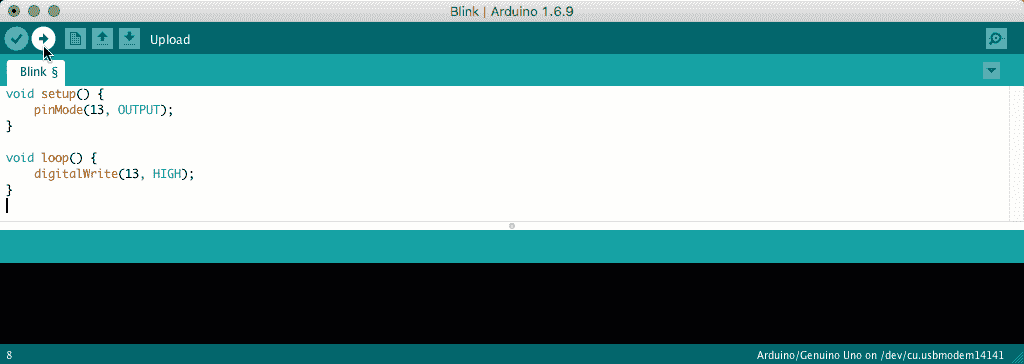 Blink | Arduino 1.6.9
Upload
Blink §
void setup() {
    pinMode(13, OUTPUT);
}

void loop() {
    digitalWrite(13, HIGH);
}
8
Arduino/Genuino Uno on /dev/cu.usbmodem14141